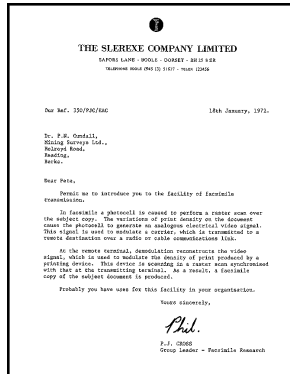 THE SLEREXE COMPANY LIMITED
SAPORS LANE - BOOLE - DORSET - BH 25 8 ER
TELEPHONE BOOLE (945 13) 51617 - TELEX 123456
Our Ref. 350/PJC/EAC
18th January, 1972.
Dr. P.N. Cundall,
Mining Surveys Ltd.,
Holroyd Road,
Reading,
Berks.
Dear Pete,
Permit me to introduce you to the facility of facsimile
transmission.
In facsimile a photocell is caused to perform a raster scan over
the subject copy. The variations of print density on the document
cause the photocell to generate an analogous electrical video signal.
This signal is used to modulate a carrier, which is transmitted to a
remote destination over a radio or cable communications link.
At the remote terminal, demodulation reconstructs the video
signal, which is used to modulate the density of print produced by a
printing device. This device is scanning in a raster scan synchronised
with that at the transmitting terminal. As a result, a facsimile
copy of the subject document is produced.
Probably you have uses for this facility in your organisation.
Yours sincerely,
Phil.
P.J. CROSS
Group Leader - Facsimile Research